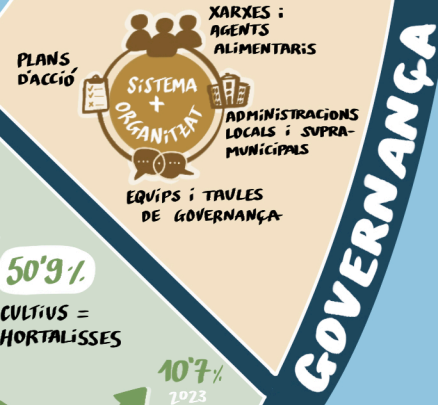 XARXES i
AGENTS
ALIMENTARIS
PLANS
D'ACCIÓ
SISTEMA
+
ORGANITZAT
ADMINISTRACIONS
LOCALS i SUPRA-
MUNICIPALS
EQUIPS i TAULES
DE GOVERNANÇA
GOVERNANÇA
50'9%
CULTIUS =
HORTALISSES
10'7%
2023